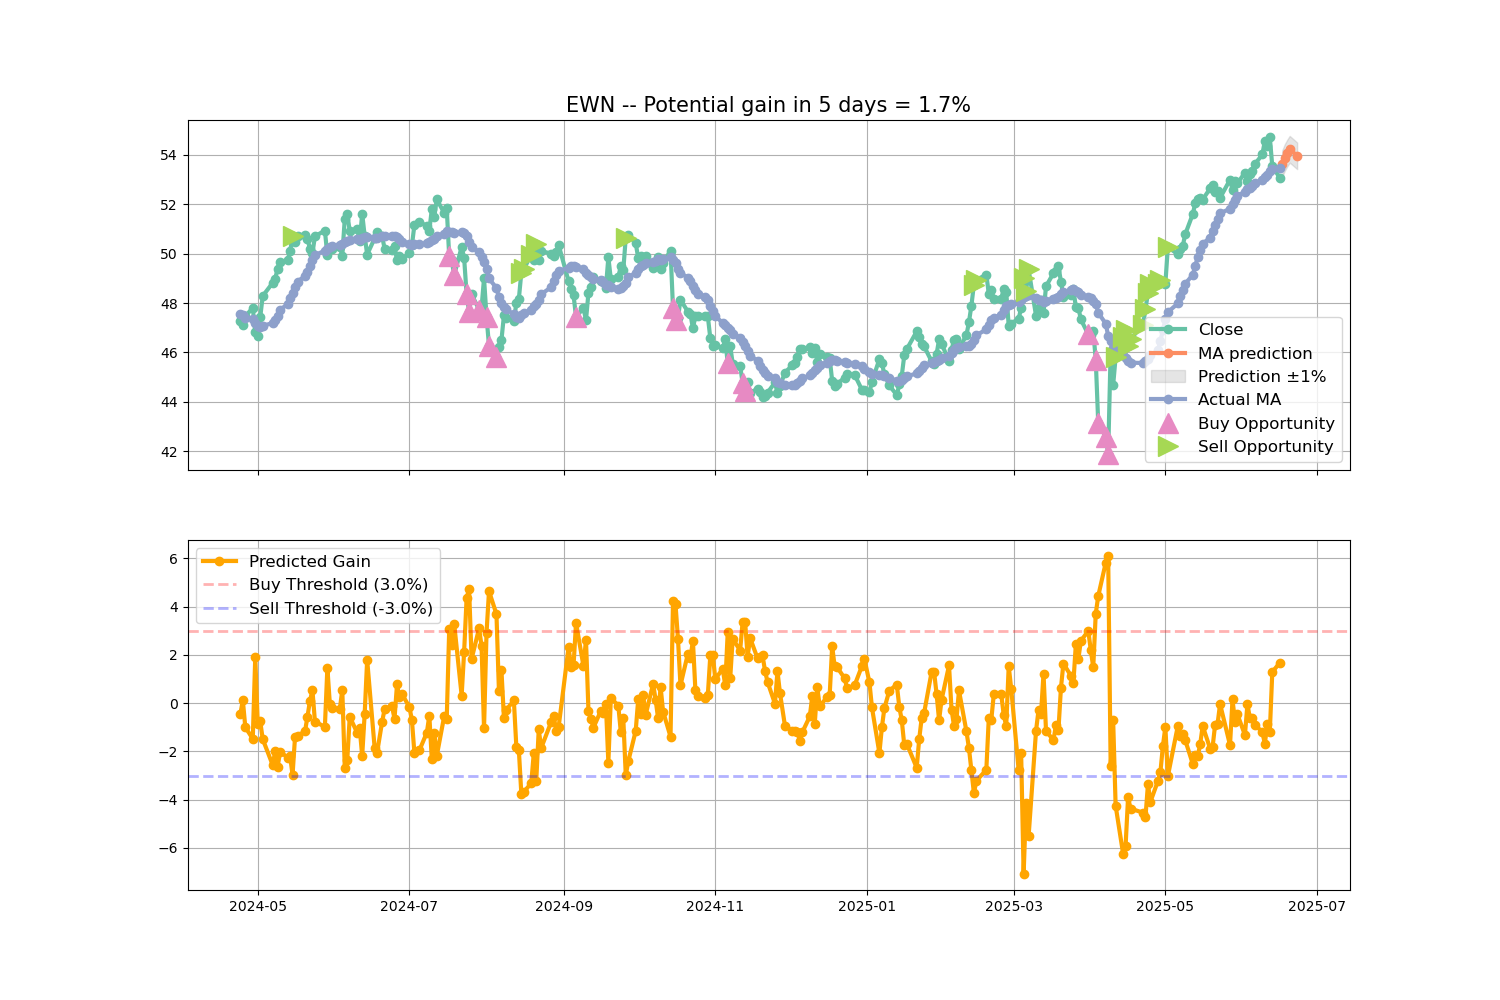 EWN -- Potential gain in 5 days = 1.7%
54
52
50
48
46
44
42
Close
MA prediction
Prediction ±1%
Actual MA
Buy Opportunity
Sell Opportunity
6
4
2
0
−2
−4
−6
Predicted Gain
Buy Threshold (3.0%)
Sell Threshold (-3.0%)
2024-05
2024-07
2024-09
2024-11
2025-01
2025-03
2025-05
2025-07